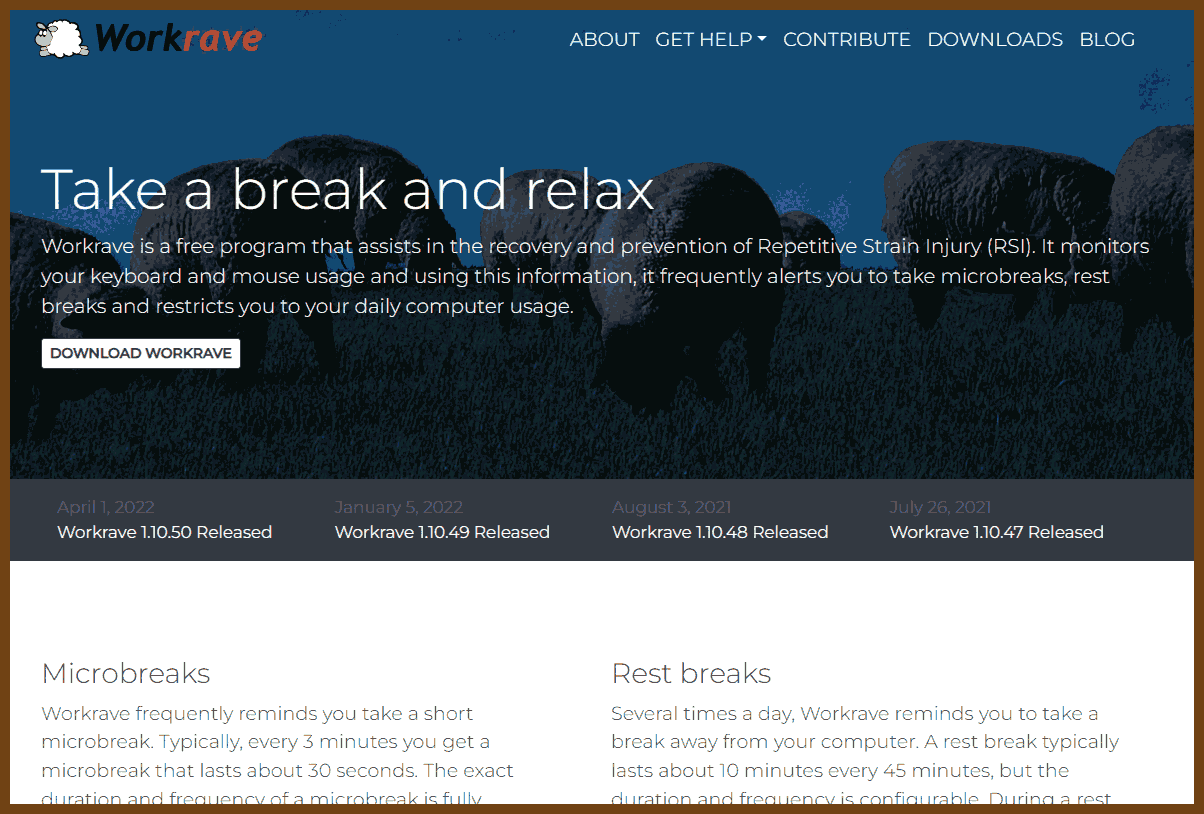 Workrave
ABOUT GET HELP CONTRIBUTE DOWNLOADS BLOG
Take a break and relax
Workrave is a free program that assists in the recovery and prevention of Repetitive Strain Injury (RSI). It monitors
your keyboard and mouse usage and using this information, it frequently alerts you to take microbreaks, rest
breaks and restricts you to your daily computer usage.
DOWNLOAD WORKRAVE
April 1, 2022
Workrave 1.10.50 Released
January 5, 2022
Workrave 1.10.49 Released
August 3, 2021
Workrave 1.10.48 Released
July 26, 2021
Workrave 1.10.47 Released
Microbreaks
Workrave frequently reminds you take a short
microbreak. Typically, every 3 minutes you get a
microbreak that lasts about 30 seconds. The exact
duration and frequency of a microbreak is fully
Rest breaks
Several times a day, Workrave reminds you to take a
break away from your computer. A rest break typically
lasts about 10 minutes every 45 minutes, but the
duration and frequency is configurable. During a rest